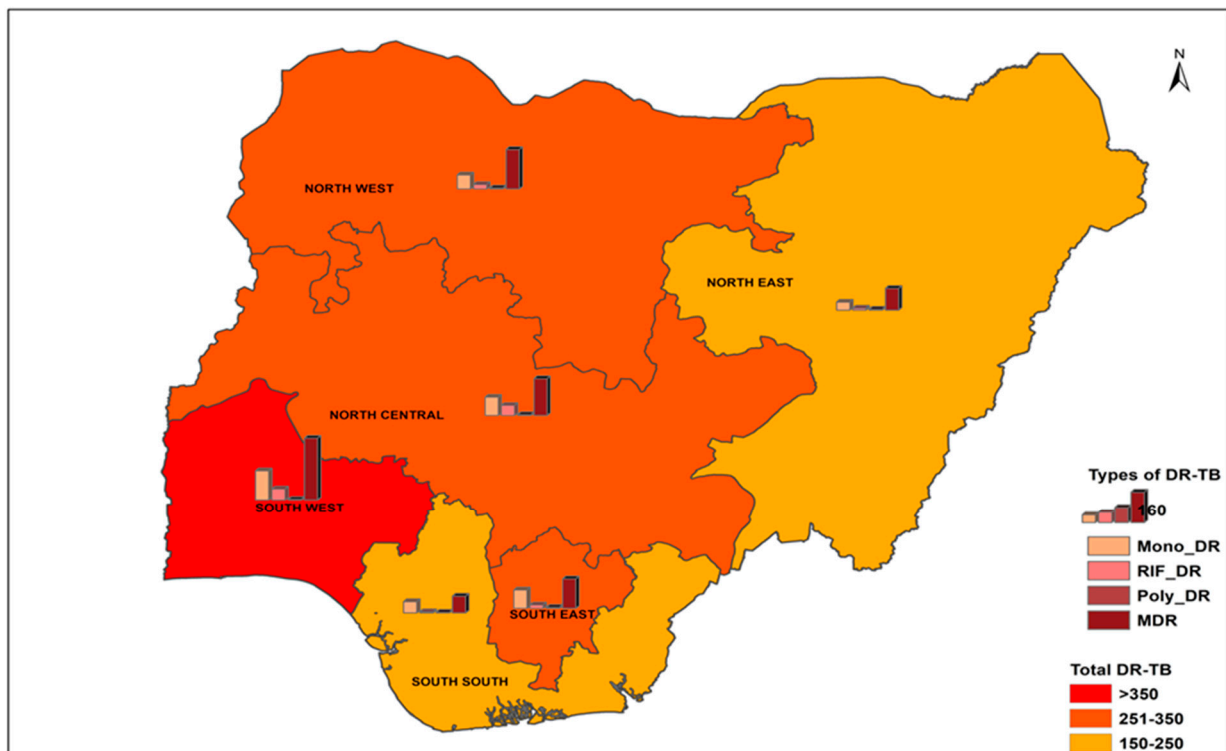 N
NORTH WEST
NORTH EAST
NORTH CENTRAL
SOUTH WEST
SOUTH EAST
SOUTH SOUTH
Types of DR-TB
160
Mono_DR
RIF_DR
Poly_DR
MDR
Total DR-TB
>350
251-350
150-250